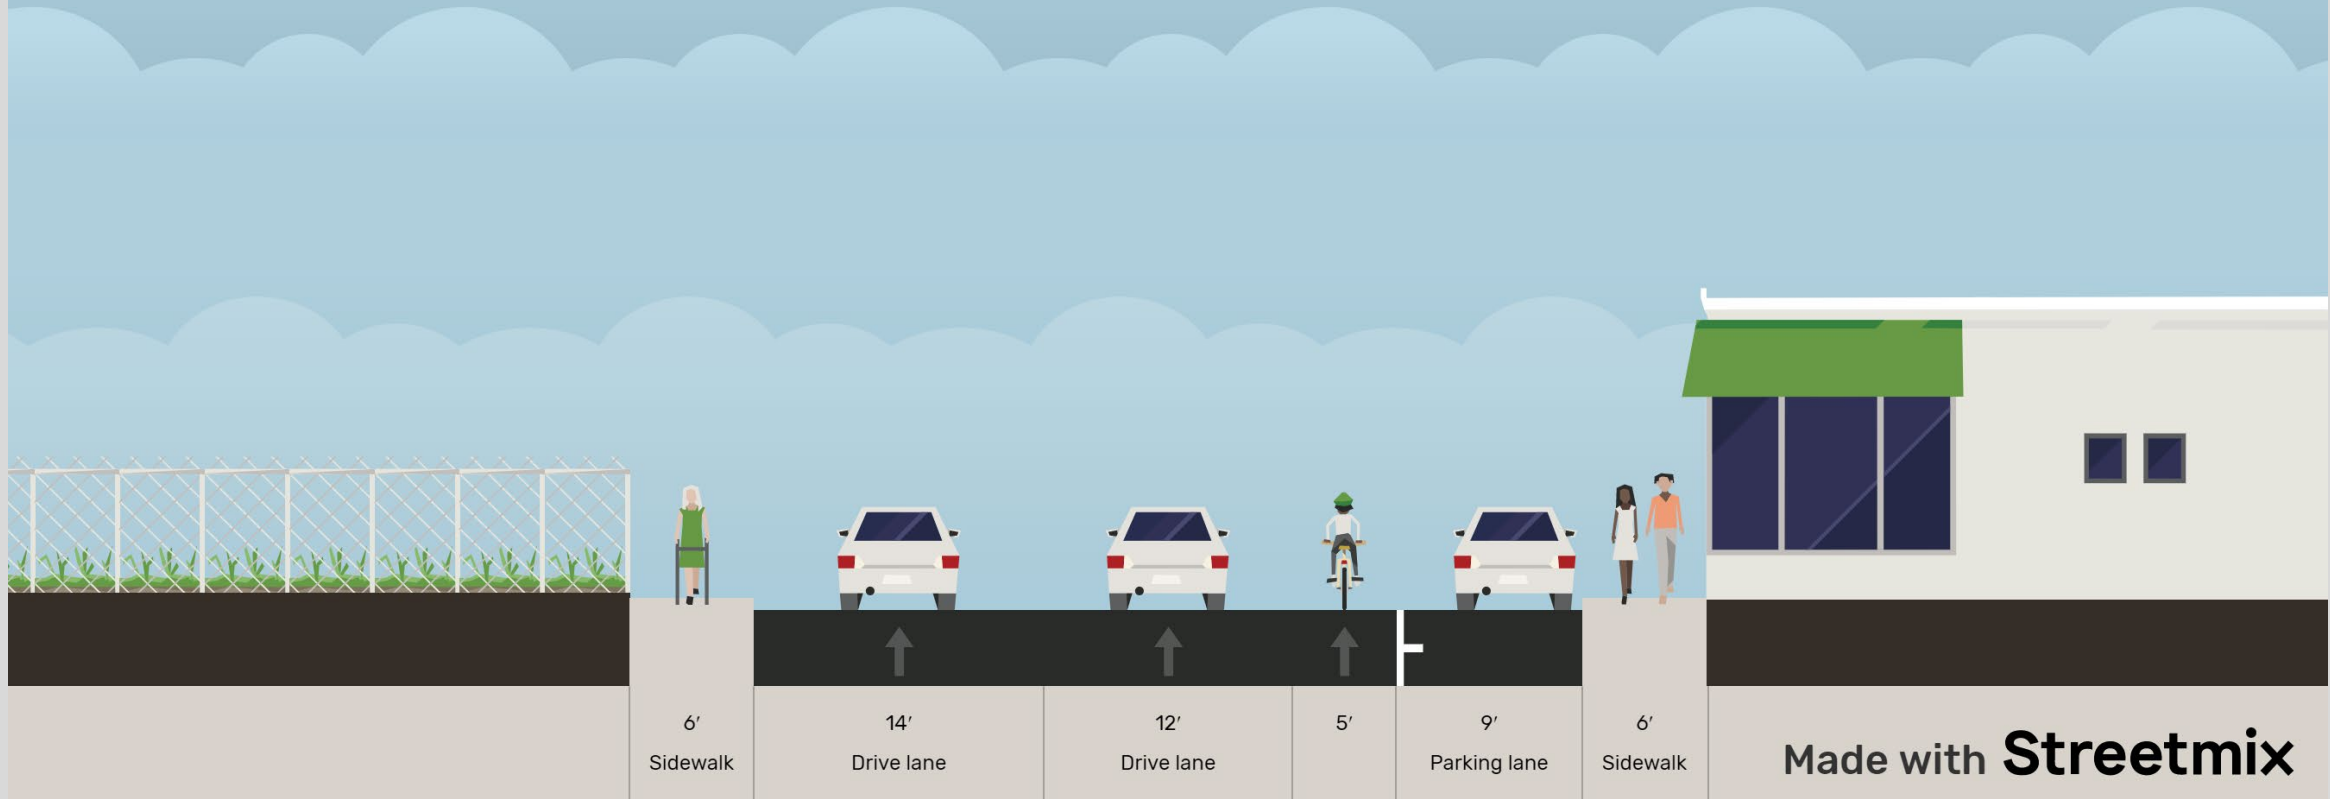 6′
Sidewalk
14′
Drive lane
12′
Drive lane
5′
9′
Parking lane
6′
Sidewalk
Made with Streetmix